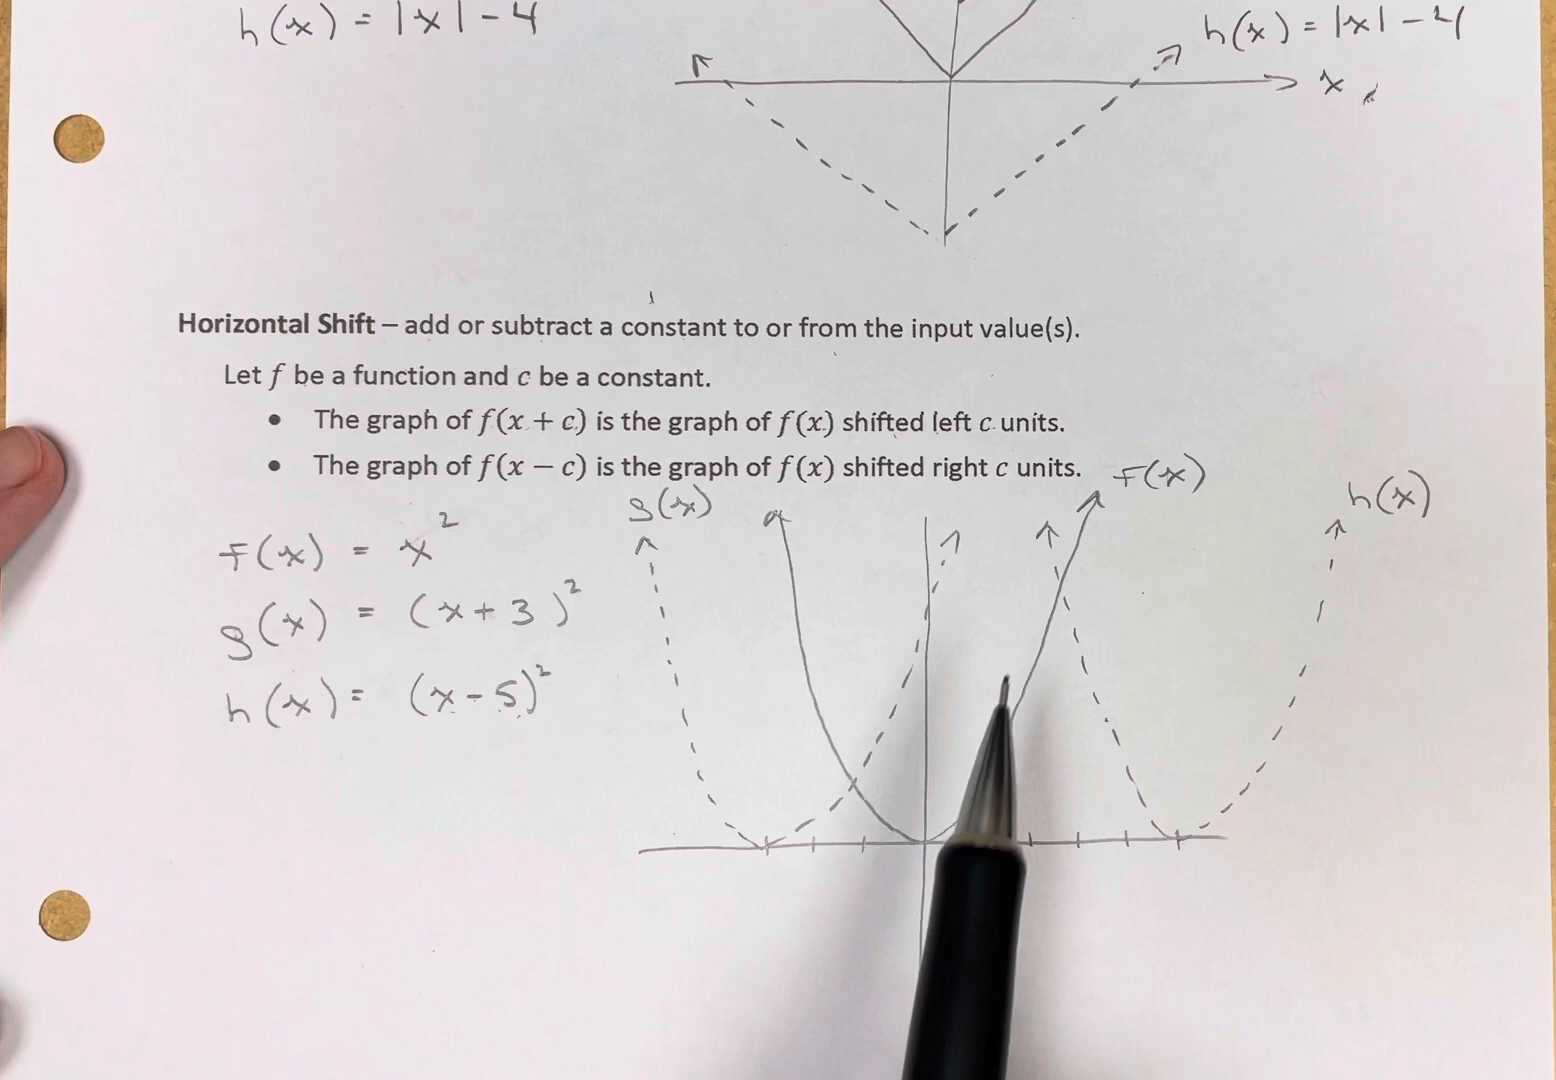 h(x) = |x| - 4
h(x) = |x| - 4
x
Horizontal Shift – add or subtract a constant to or from the input value(s).
Let f be a function and c be a constant.
• The graph of f(x + c) is the graph of f(x) shifted left c units.
• The graph of f(x − c) is the graph of f(x) shifted right c units.
f(x)
h(x)
g(x)
f(x) = x²
g(x) = (x+3)²
h(x) = (x-5)²